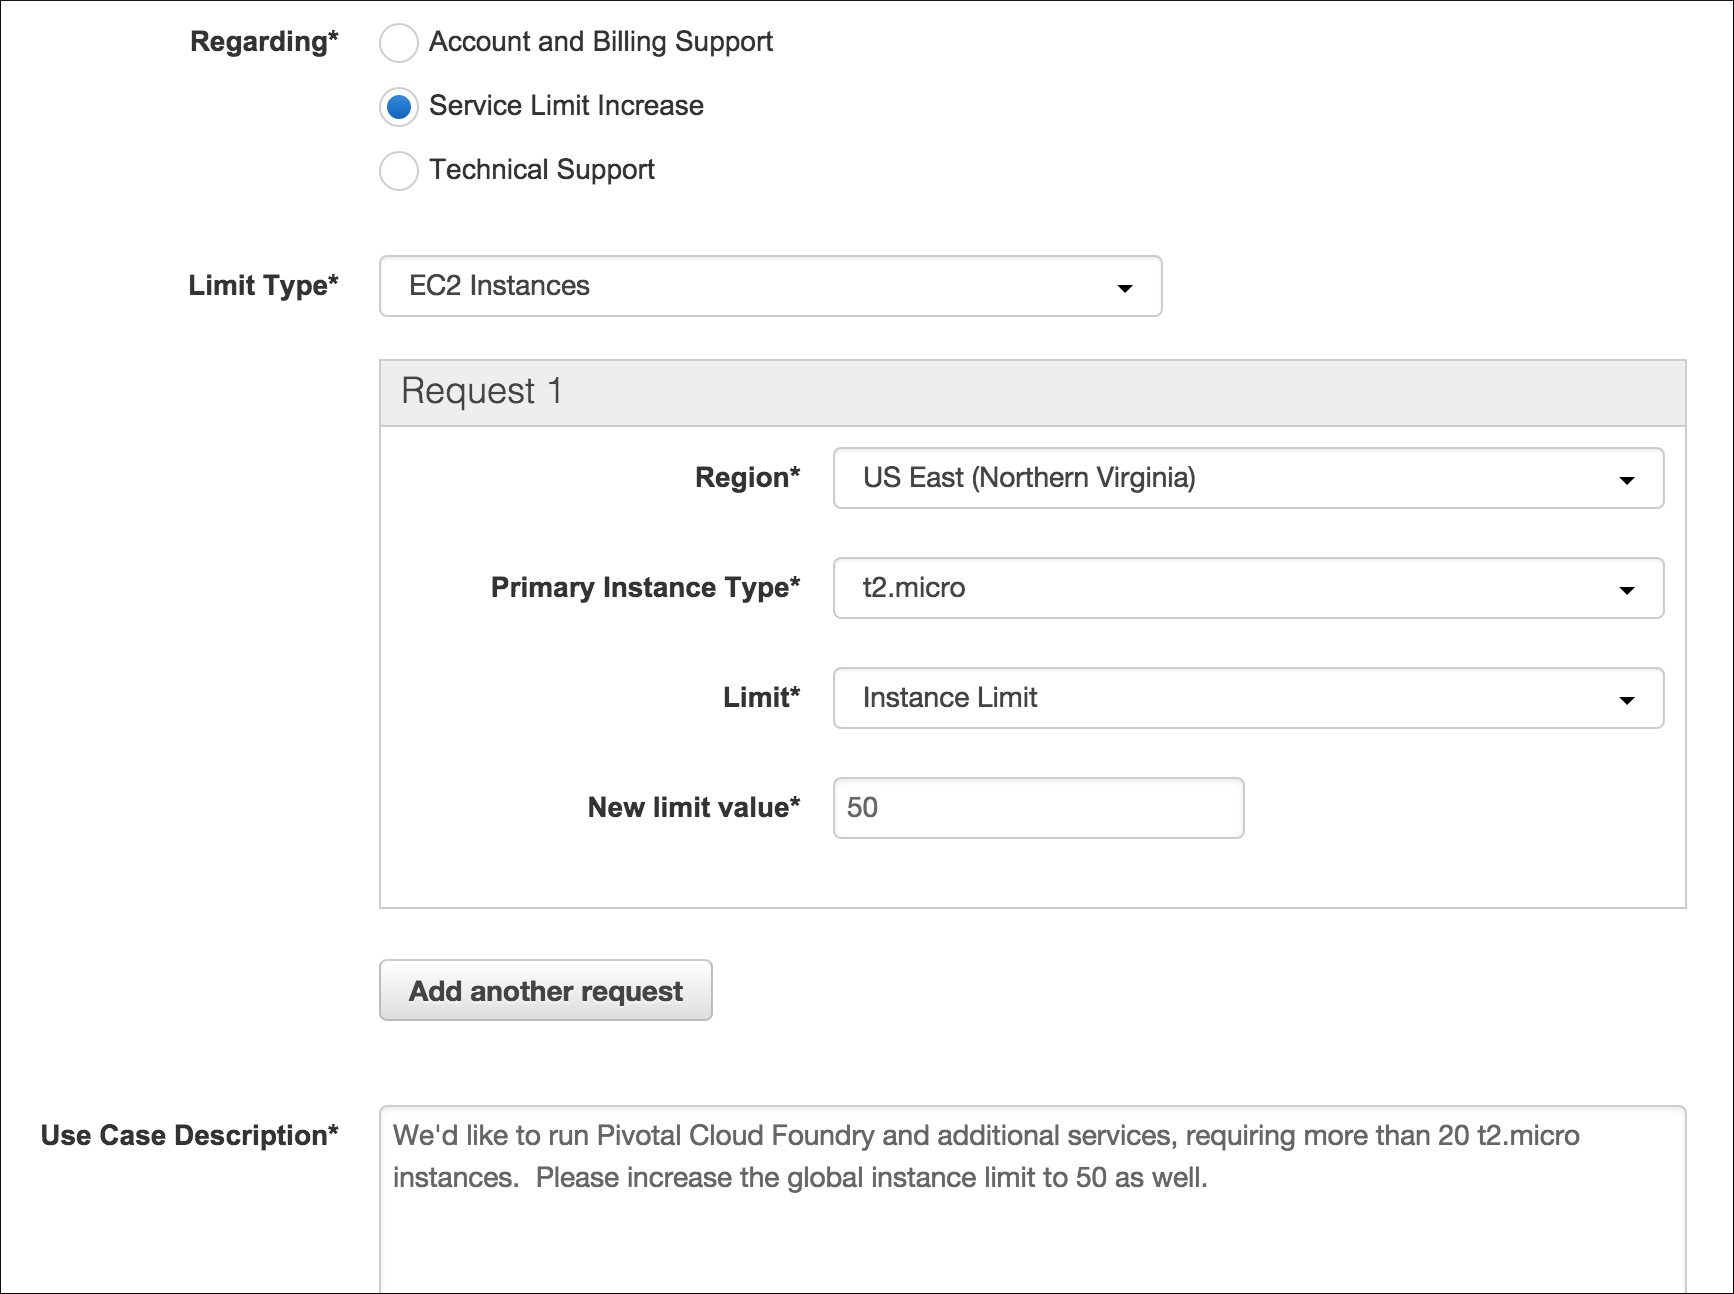 Regarding*
Account and Billing Support
Service Limit Increase
Technical Support
Limit Type*
EC2 Instances
Request 1
Region*
US East (Northern Virginia)
Primary Instance Type*
t2.micro
Limit*
Instance Limit
New limit value*
50
Add another request
Use Case Description*
We'd like to run Pivotal Cloud Foundry and additional services, requiring more than 20 t2.micro
instances.  Please increase the global instance limit to 50 as well.